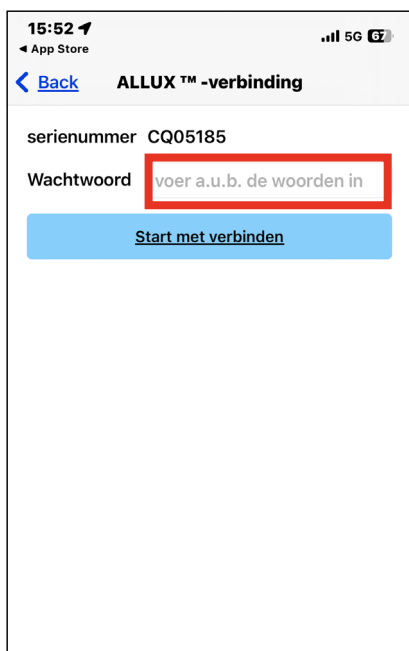 15:52 5G 67
◀ App Store
Back ALLUX ™ -verbinding
serienummer CQ05185
Wachtwoord voer a.u.b. de woorden in
Start met verbinden